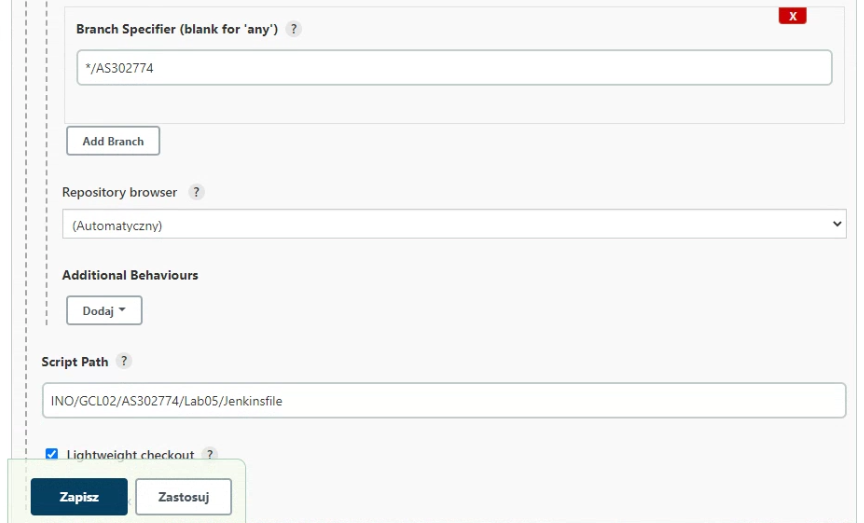 Branch Specifier (blank for 'any') ?
X
*/AS302774
Add Branch
Repository browser ?
(Automatyczny)
Additional Behaviours
Dodaj
Script Path ?
INO/GCL02/AS302774/Lab05/Jenkinsfile
Lightweight checkout ?
Zapisz
Zastosuj